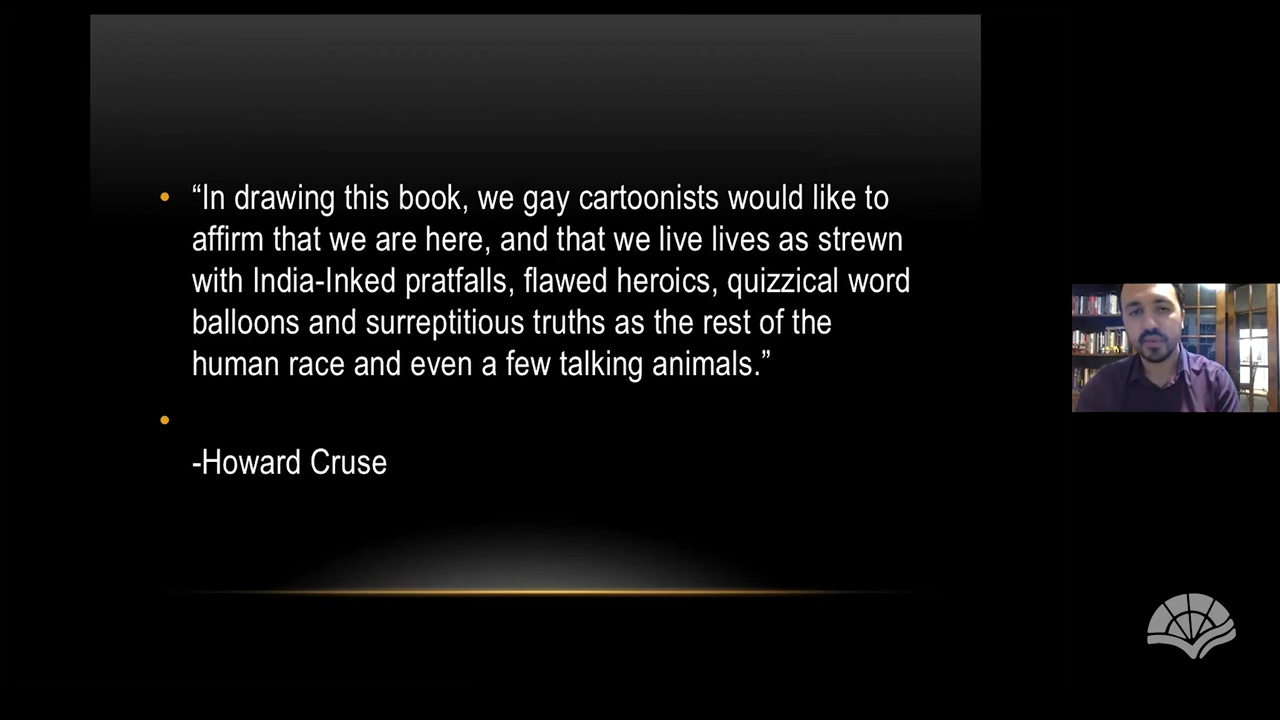 • “In drawing this book, we gay cartoonists would like to
affirm that we are here, and that we live lives as strewn
with India-Inked pratfalls, flawed heroics, quizzical word
balloons and surreptitious truths as the rest of the
human race and even a few talking animals.”
•
-Howard Cruse